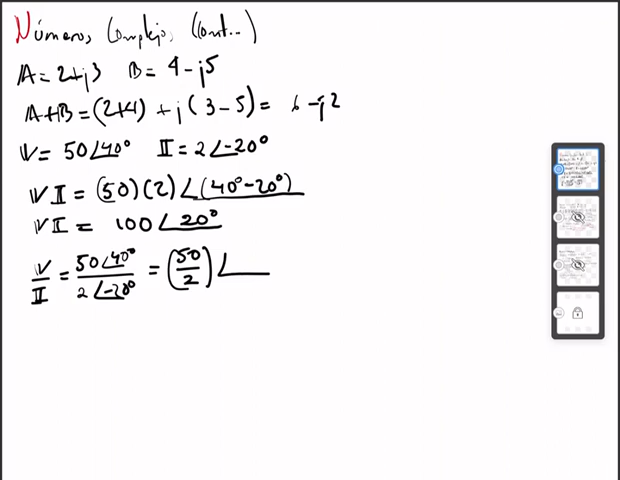 Números Complejos (cont...)
A = 2+j3 B = 4-j5
A+B = (2+4) + j(3-5) = 6-j2
V = 50∠40° I = 2∠-20°
VI = (50)(2)∠(40°-20°)
VI = 100∠20°
V/I = 50∠40°/2∠-20° = (50/2)∠